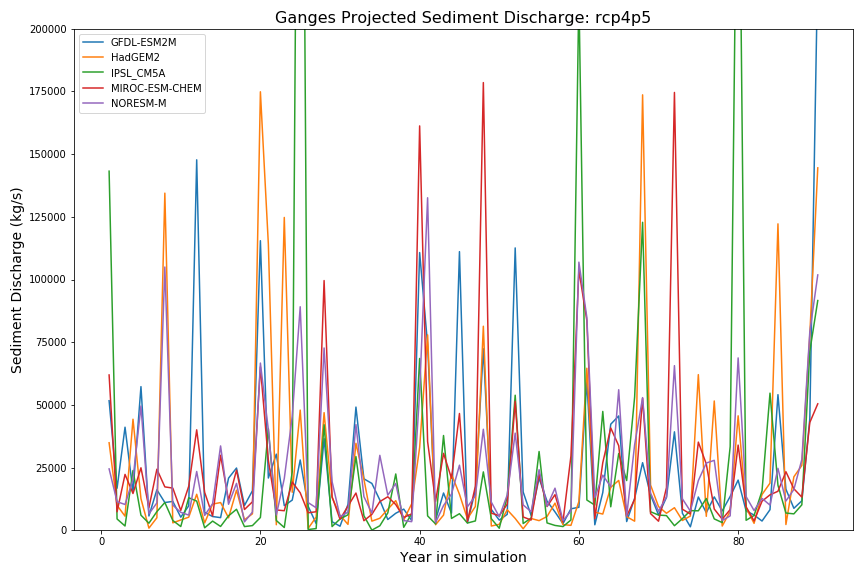 Ganges Projected Sediment Discharge: rcp4p5
GFDL-ESM2M
HadGEM2
IPSL_CM5A
MIROC-ESM-CHEM
NORESM-M
Sediment Discharge (kg/s)
200000
175000
150000
125000
100000
75000
50000
25000
0
0 20 40 60 80
Year in simulation